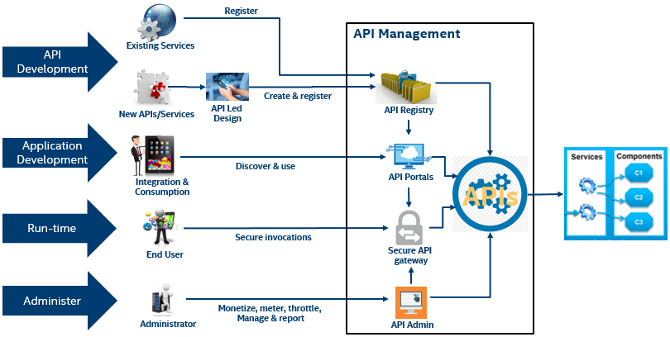 API
Development
Existing Services
Register
New APIs/Services
API Led
Design
Create & register
API Management
API Registry
Application
Development
Integration &
Consumption
Discover & use
API Portals
APIs
Services
Components
C1
C2
C3
Run-time
End User
Secure invocations
Secure API
gateway
Administer
Administrator
Monetize, meter, throttle,
Manage & report
API Admin